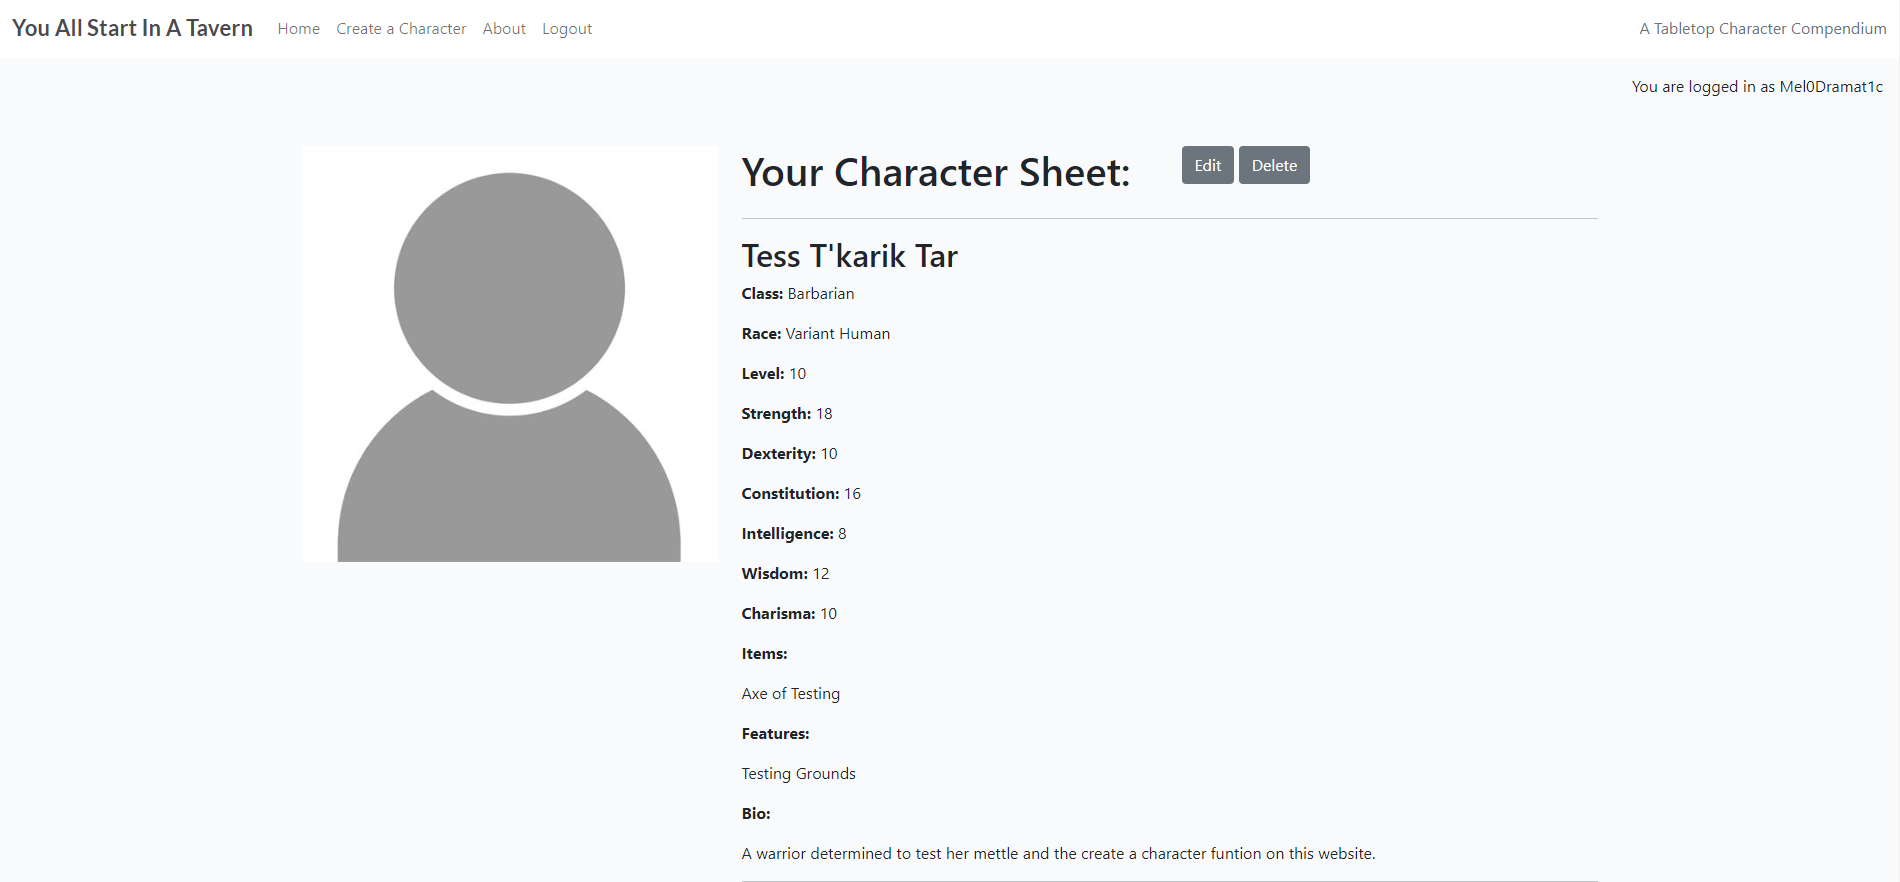 You All Start In A Tavern Home Create a Character About Logout A Tabletop Character Compendium
You are logged in as Mel0Dramat1c
Your Character Sheet: Edit Delete
Tess T'karik Tar
Class: Barbarian
Race: Variant Human
Level: 10
Strength: 18
Dexterity: 10
Constitution: 16
Intelligence: 8
Wisdom: 12
Charisma: 10
Items:
Axe of Testing
Features:
Testing Grounds
Bio:
A warrior determined to test her mettle and the create a character funtion on this website.